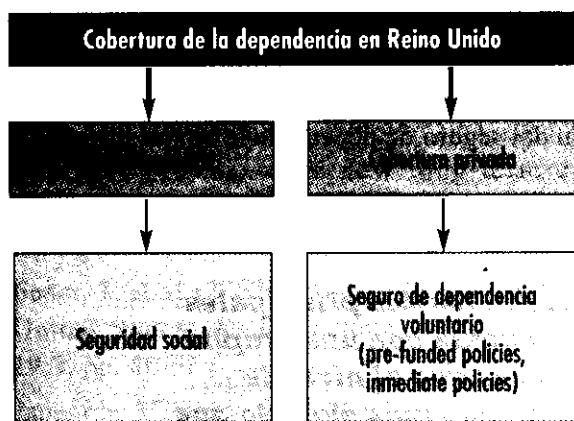 Cobertura de la dependencia en Reino Unido
Cobertura privada
Seguridad social
Seguro de dependencia
voluntario
(pre-funded policies,
inmediate policies)